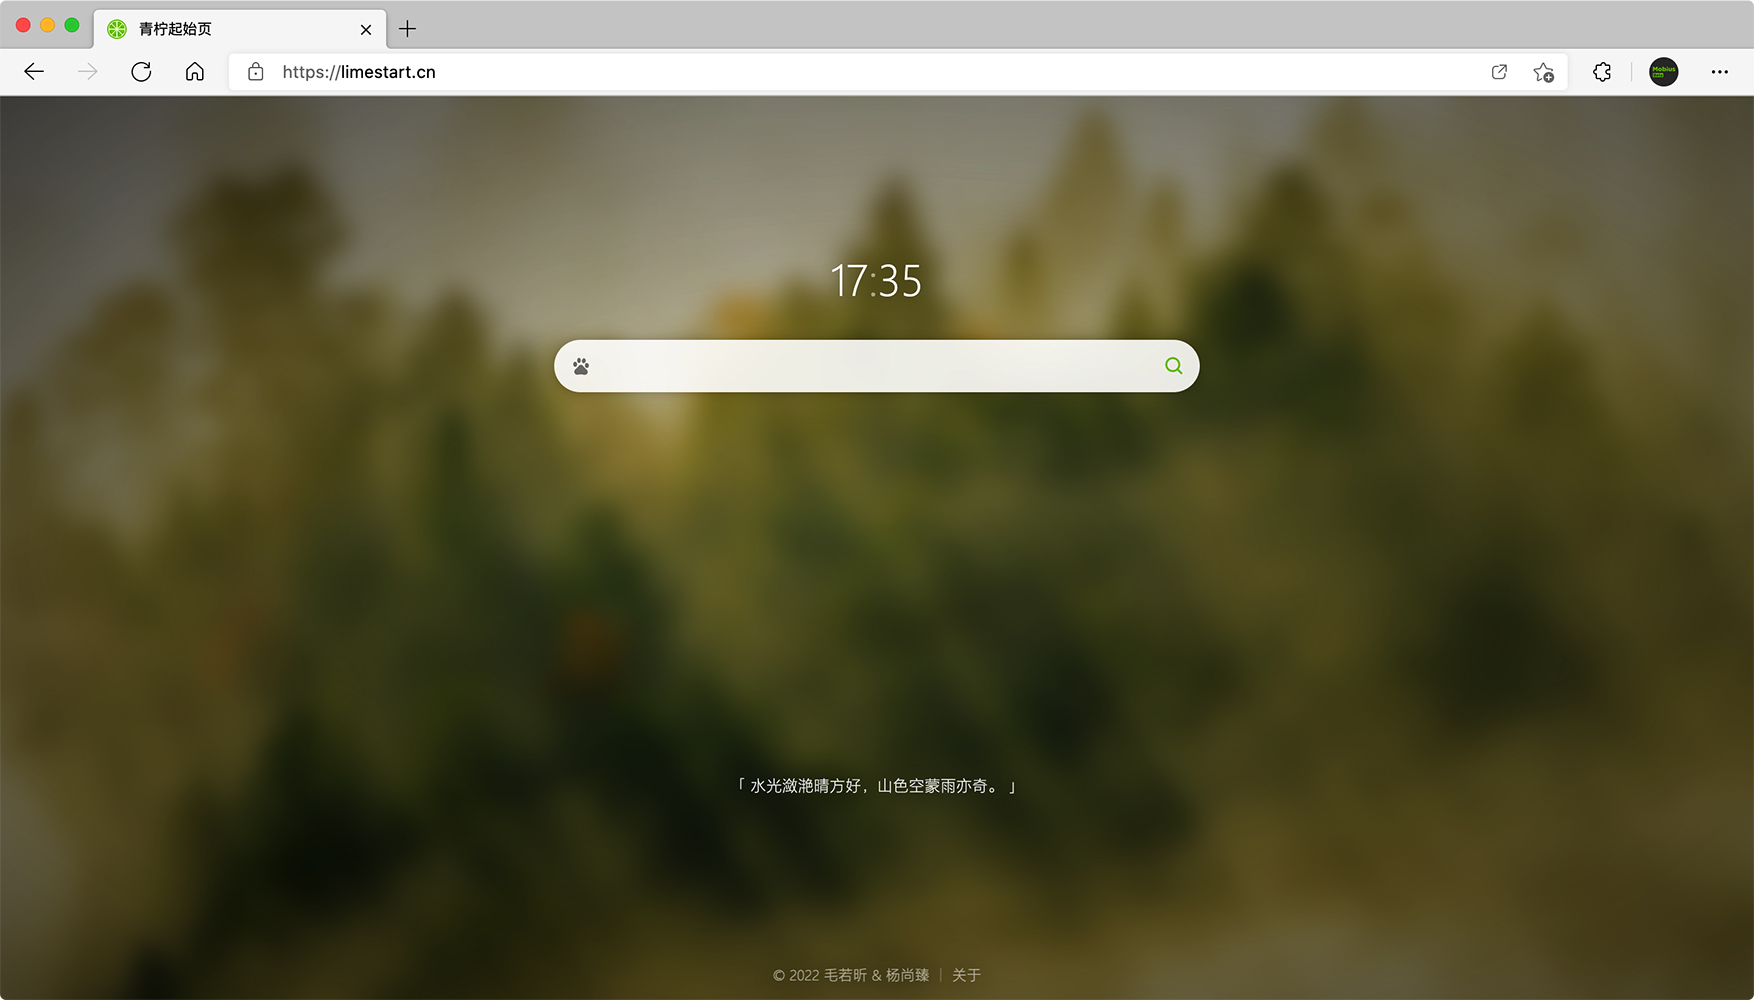 青柠起始页
https://limestart.cn
Mobius
17:35
「 水光潋滟晴方好，山色空蒙雨亦奇。 」
© 2022 毛若昕 & 杨尚臻 | 关于